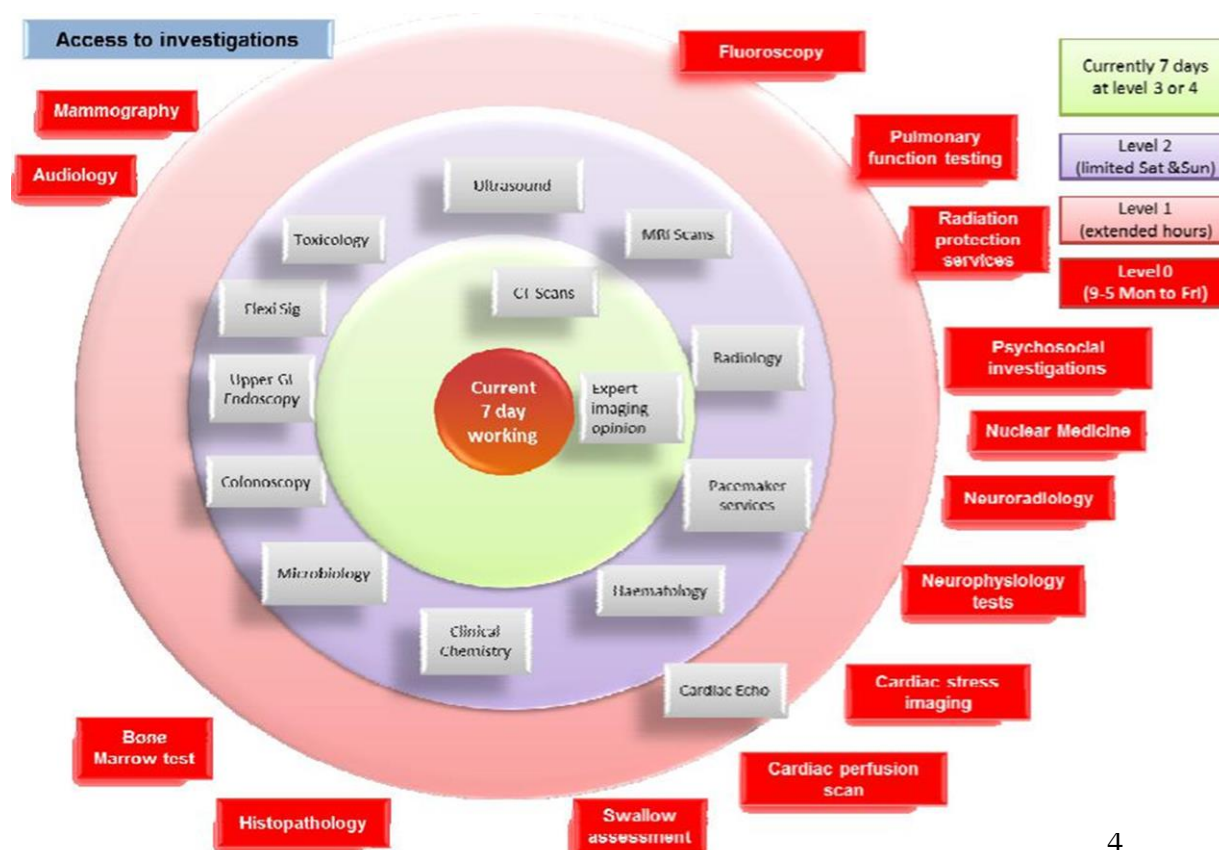 Access to investigations
Fluoroscopy
Currently 7 days
at level 3 or 4
Mammography
Pulmonary
function testing
Level 2
(limited Sat &Sun)
Audiology
Ultrasound
Radiation
protection
services
Level 1
(extended hours)
Toxicology
MRI Scans
Level 0
(9-5 Mon to Fri)
CT Scans
Flexi Sig
Psychosocial
investigations
Radiology
Upper GI
Endoscopy
Current
7 day
working
Expert
imaging
opinion
Nuclear Medicine
Colonoscopy
Pacemaker
services
Neuroradiology
Microbiology
Haematology
Neurophysiology
tests
Clinical
Chemistry
Cardiac Echo
Cardiac stress
imaging
Bone
Marrow test
Cardiac perfusion
scan
Histopathology
Swallow
assessment
4